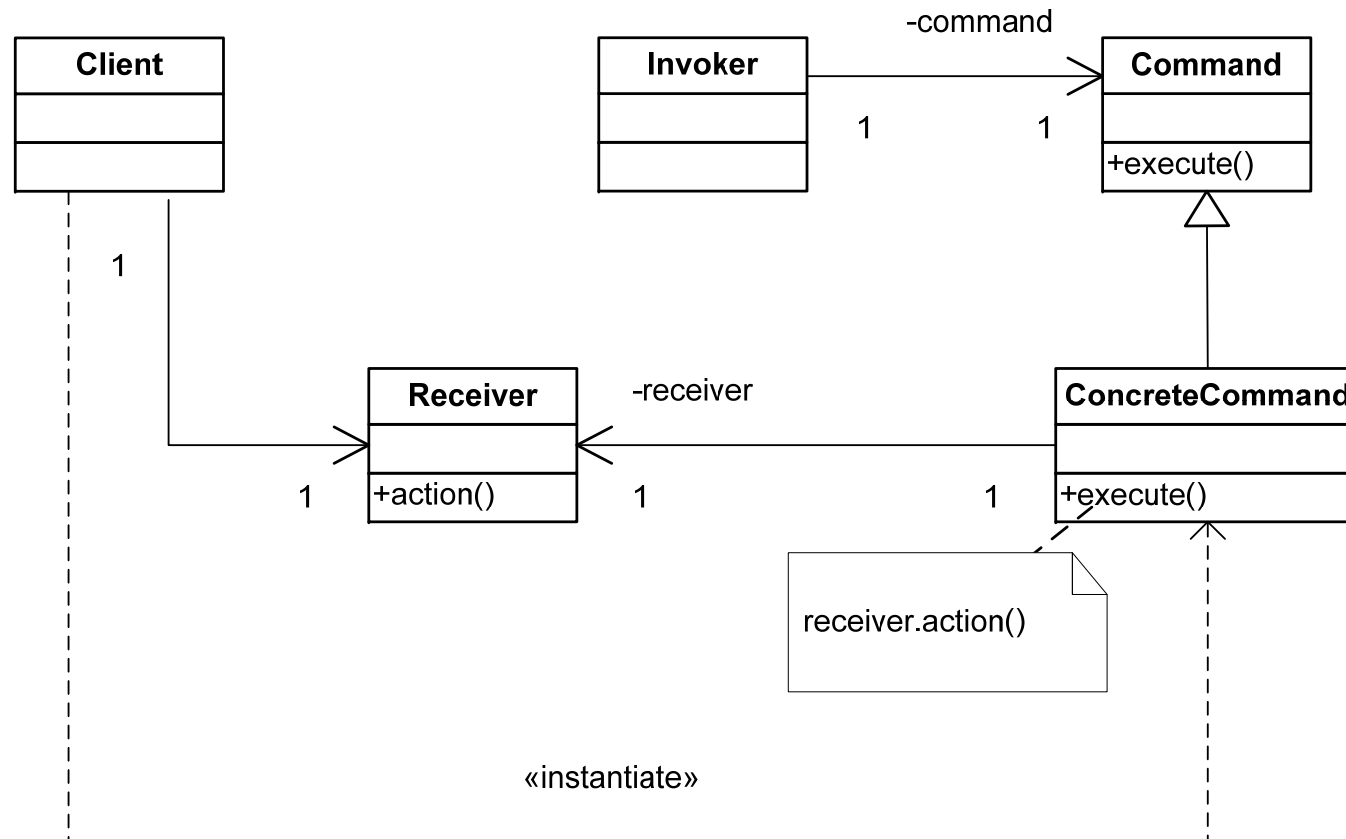 -command
Client
Invoker
Command
1
1
+execute()
1
Receiver
-receiver
ConcreteCommand
1
+action()
1
1
+execute()
receiver.action()
«instantiate»